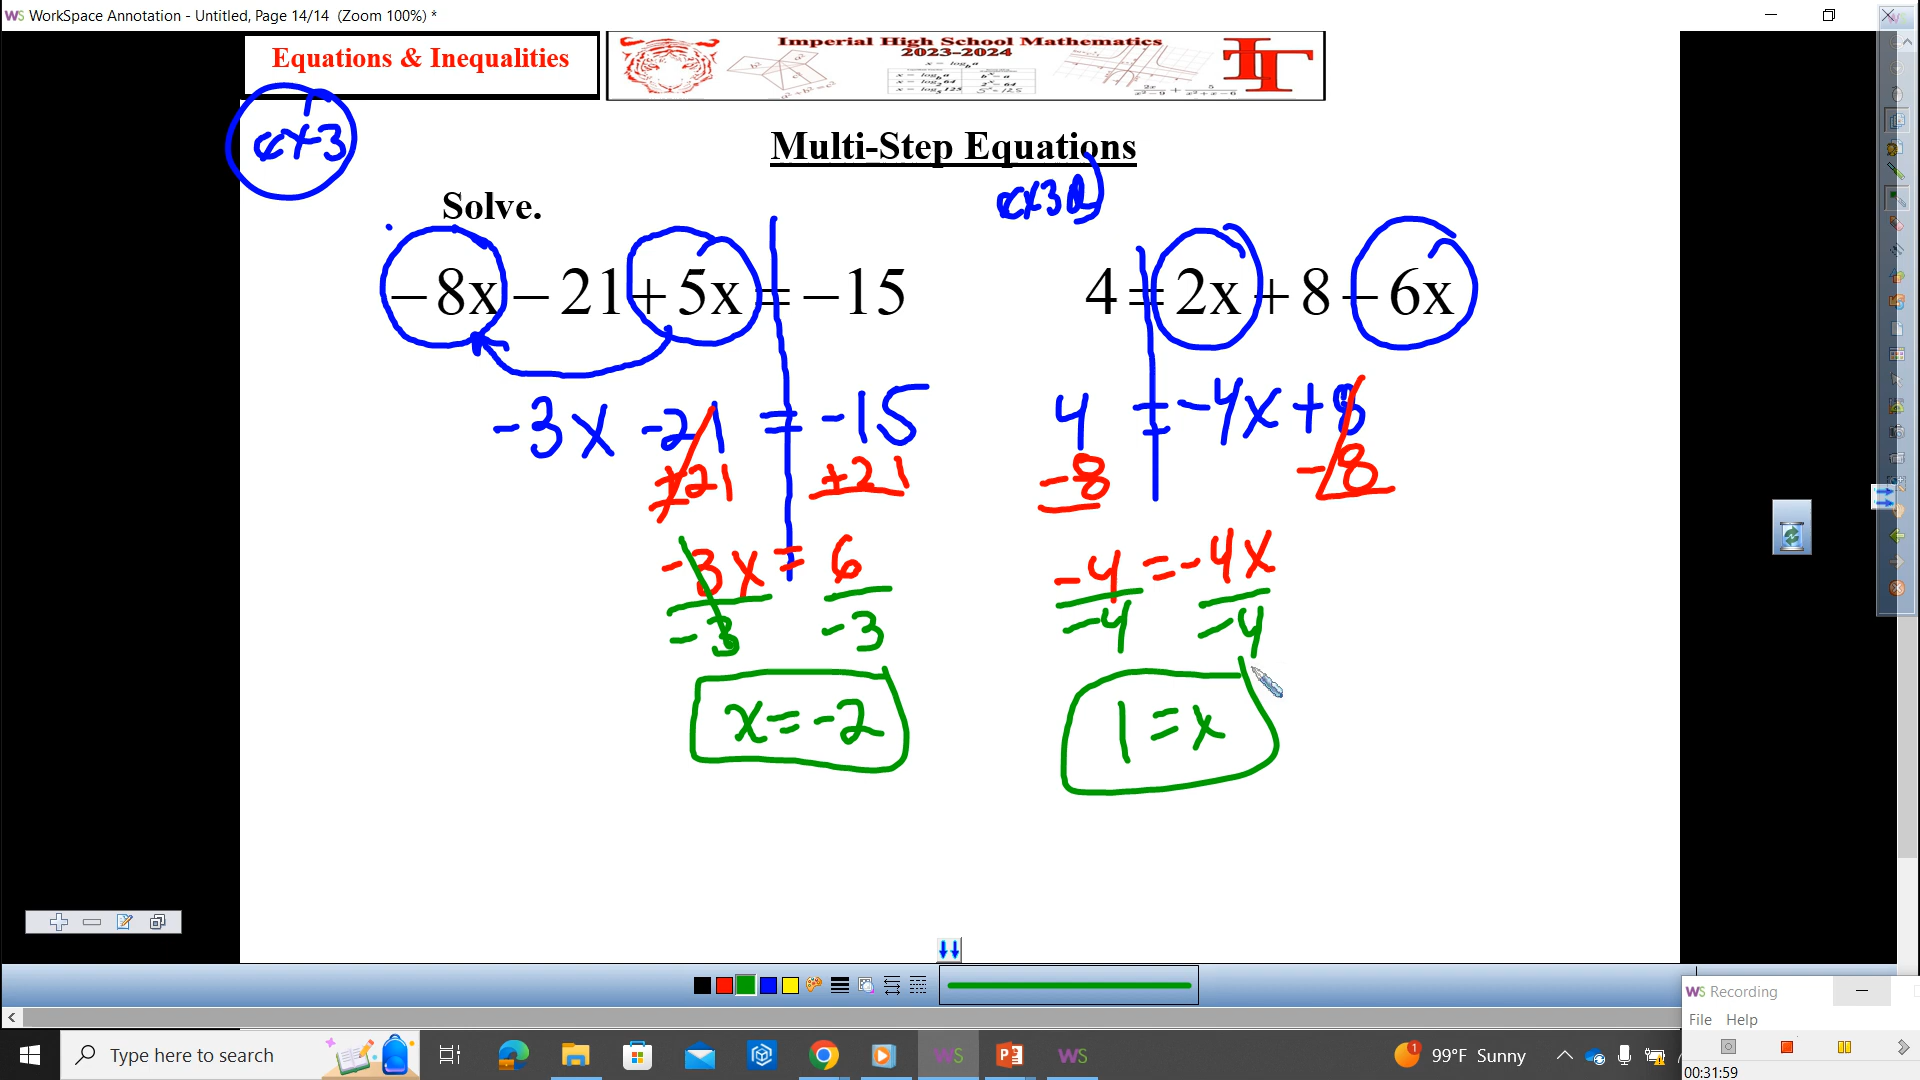 WS WorkSpace Annotation - Untitled, Page 14/14 (Zoom 100%) *
Equations & Inequalities
Imperial High School Mathematics
2023-2024
Multi-Step Equations
Solve.
−8x − 21 + 5x = −15
-3x -21 = -15
+21 +21
-3x = 6
-3 -3
x = -2
4 = 2x + 8 − 6x
4 = -4x + 8
-8 -8
-4 = -4x
-4 -4
1 = x
WS Recording
File Help
00:31:59
Type here to search
99°F Sunny